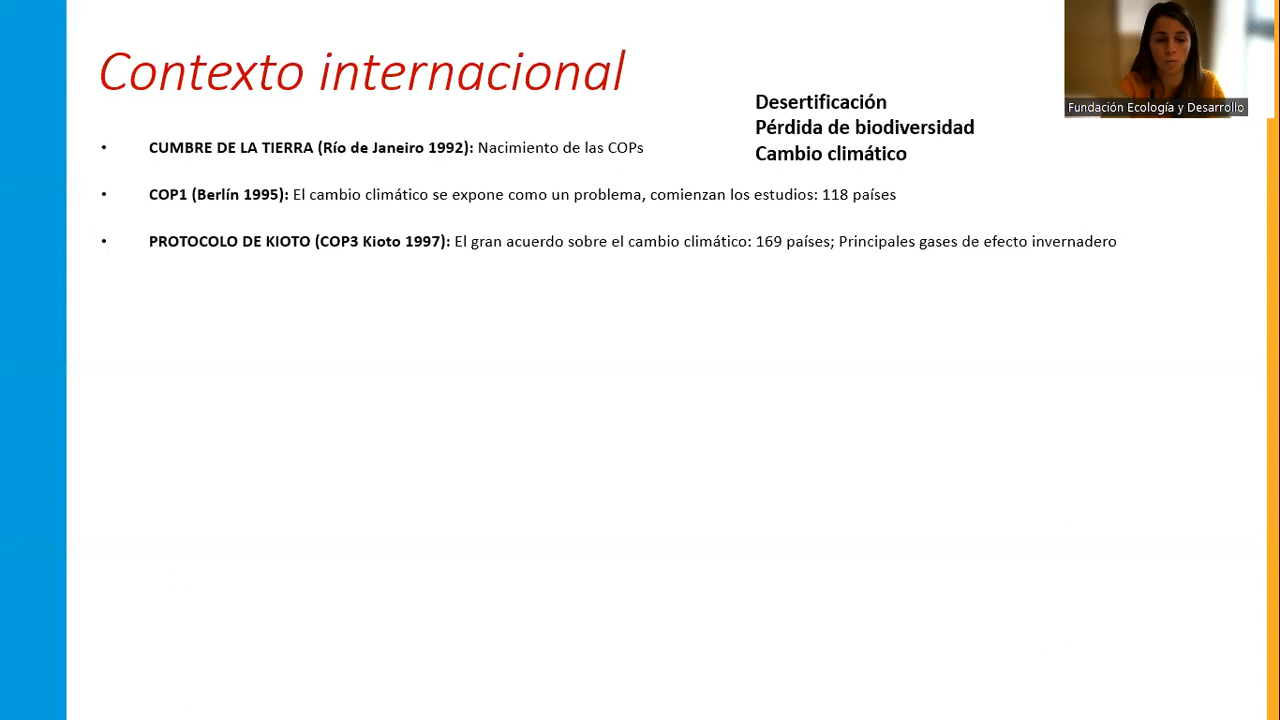 Contexto internacional
Desertificación
Pérdida de biodiversidad
Cambio climático
Fundación Ecología y Desarrollo
• CUMBRE DE LA TIERRA (Río de Janeiro 1992): Nacimiento de las COPs
• COP1 (Berlín 1995): El cambio climático se expone como un problema, comienzan los estudios: 118 países
• PROTOCOLO DE KIOTO (COP3 Kioto 1997): El gran acuerdo sobre el cambio climático: 169 países; Principales gases de efecto invernadero